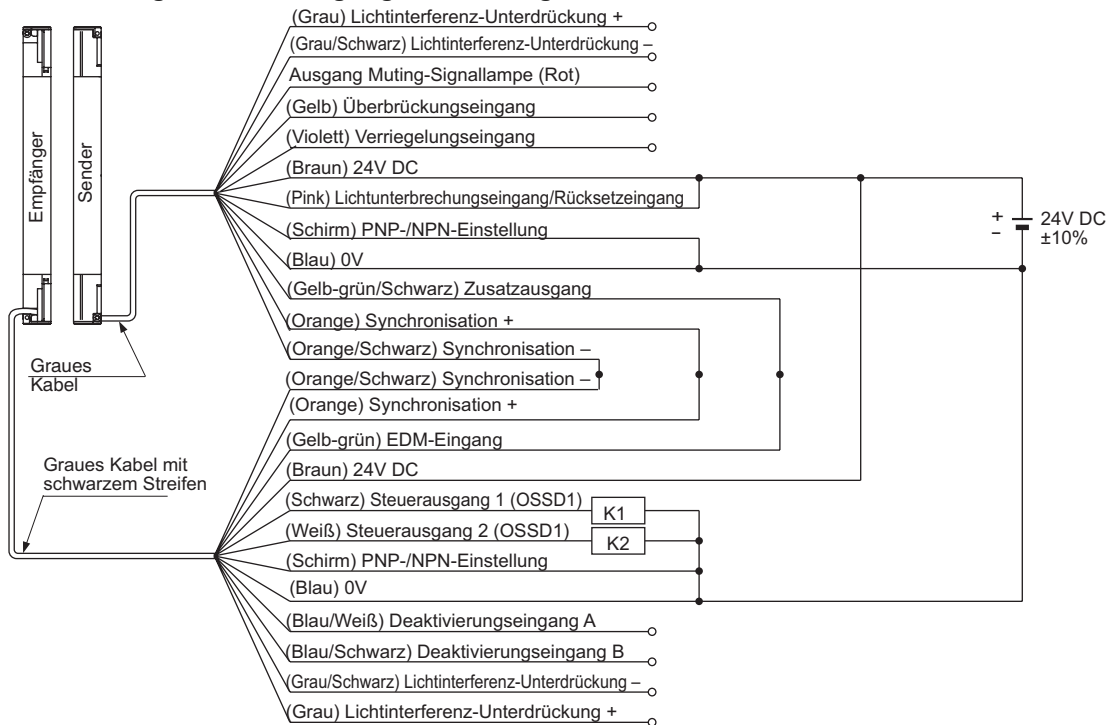 (Grau) Lichtinterferenz-Unterdrückung +
(Grau/Schwarz) Lichtinterferenz-Unterdrückung –
Ausgang Muting-Signallampe (Rot)
(Gelb) Überbrückungseingang
(Violett) Verriegelungseingang
(Braun) 24V DC
(Pink) Lichtunterbrechungseingang/Rücksetzeingang
(Schirm) PNP-/NPN-Einstellung
(Blau) 0V
(Gelb-grün/Schwarz) Zusatzausgang
(Orange) Synchronisation +
(Orange/Schwarz) Synchronisation –
(Orange/Schwarz) Synchronisation –
(Orange) Synchronisation +
(Gelb-grün) EDM-Eingang
(Braun) 24V DC
(Schwarz) Steuerausgang 1 (OSSD1)
K1
(Weiß) Steuerausgang 2 (OSSD1)
K2
(Schirm) PNP-/NPN-Einstellung
(Blau) 0V
(Blau/Weiß) Deaktivierungseingang A
(Blau/Schwarz) Deaktivierungseingang B
(Grau/Schwarz) Lichtinterferenz-Unterdrückung –
(Grau) Lichtinterferenz-Unterdrückung +
Empfänger
Sender
Graues
Kabel
Graues Kabel mit
schwarzem Streifen
+
–
24V DC
±10%